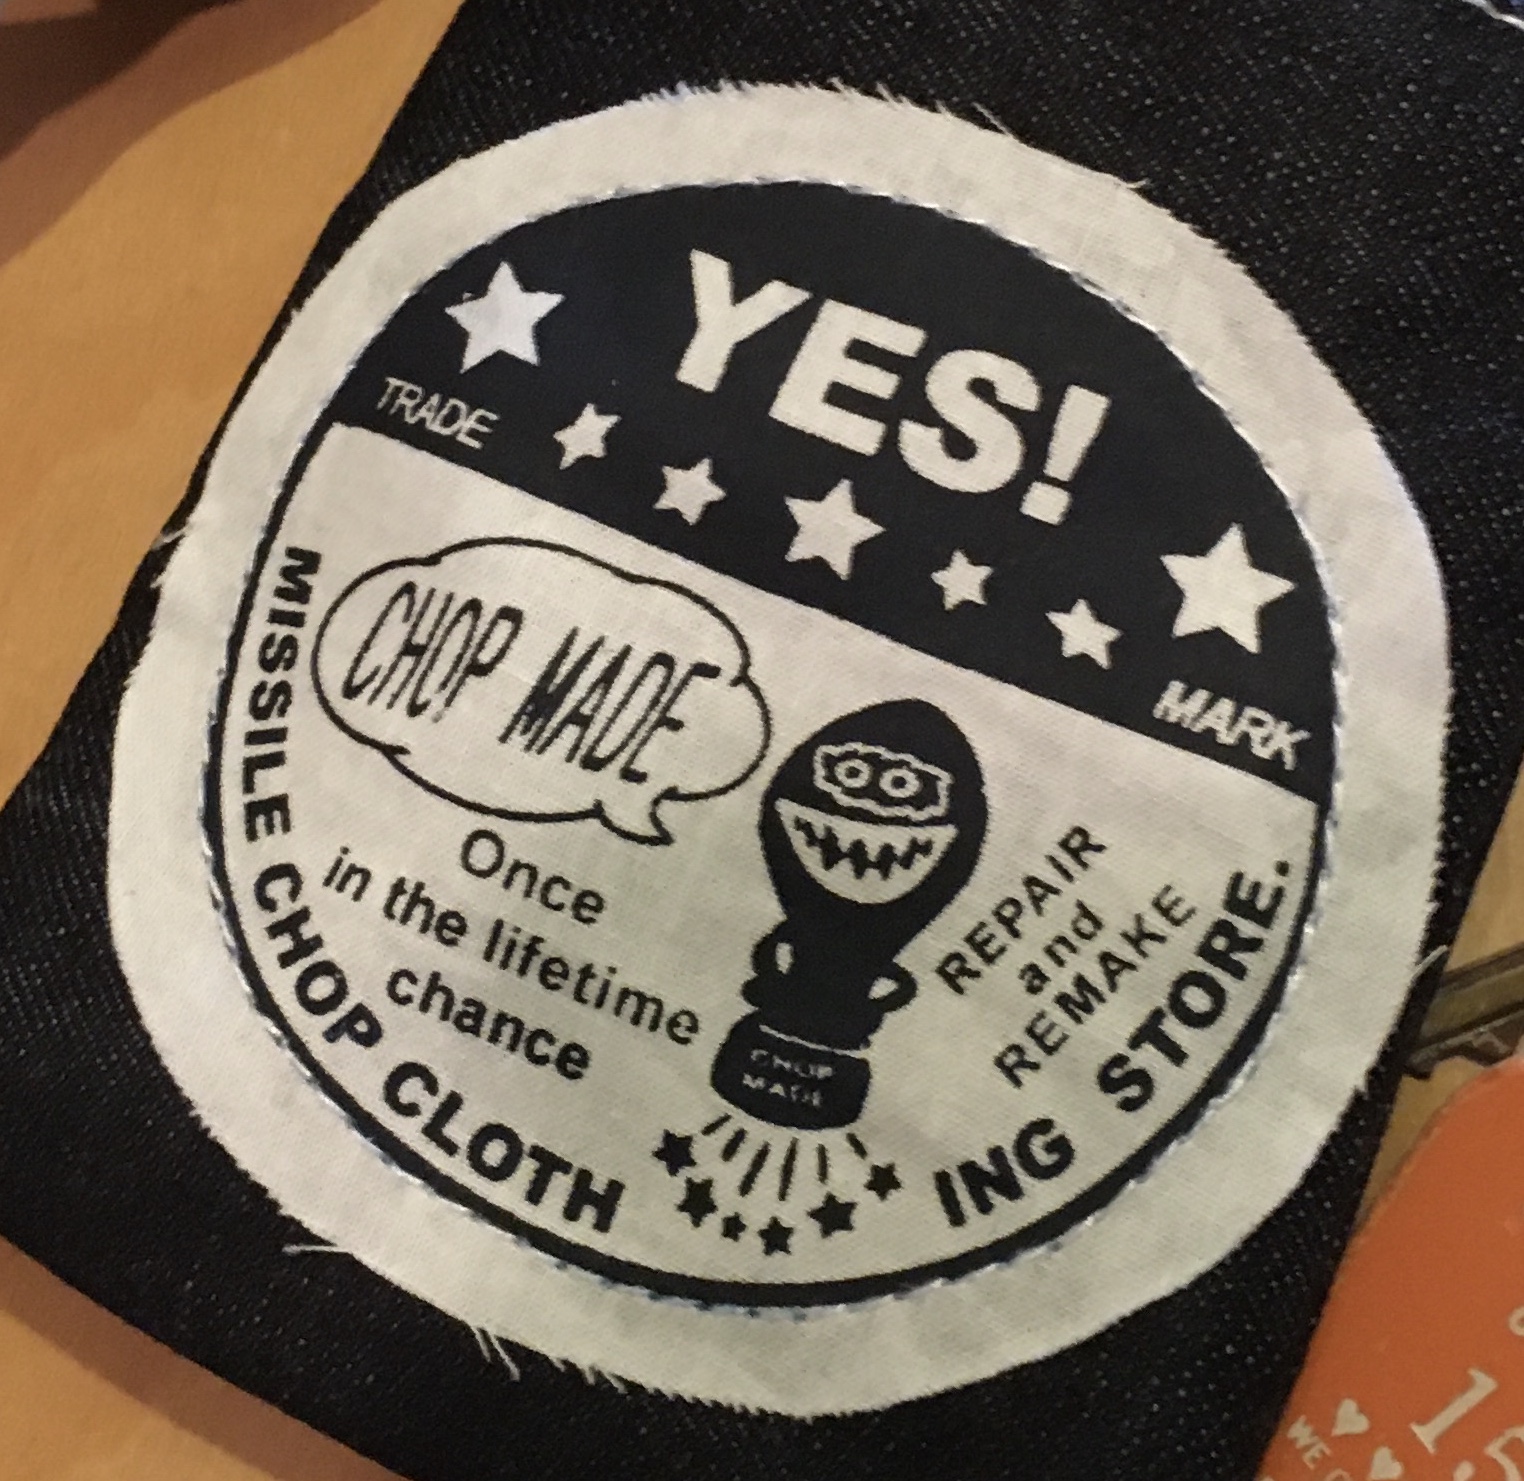 YES!
TRADE
MARK
CHOP MADE
Once
in the lifetime
chance
REPAIR
and
REMAKE
CHOP
MADE
MISSILE CHOP CLOTH ING STORE.
WE